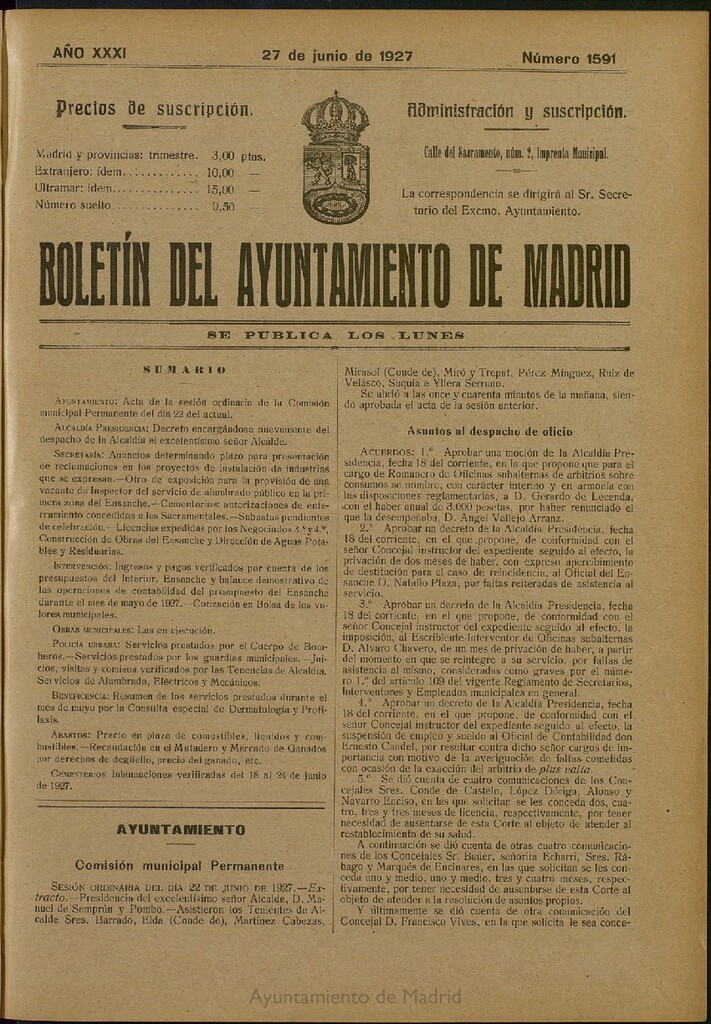 AÑO XXXI
27 de junio de 1927
Número 1591
Precios de suscripción.
Madrid y provincias: trimestre. 3,00 ptas.
Extranjero: ídem............ 10,00 —
Ultramar: ídem.............. 15,00 —
Número suelto.............. 0,50
Administración y suscripción.
Calle del Sacramento, núm. 2, Imprenta Municipal.
La correspondencia se dirigirá al Sr. Secre-
tario del Excmo. Ayuntamiento.
BOLETÍN DEL AYUNTAMIENTO DE MADRID
SE PUBLICA LOS LUNES
SUMARIO
AYUNTAMIENTO: Acta de la sesión ordinaria de la Comisión
municipal Permanente del día 22 del actual.
ALCALDÍA PRESIDENCIA: Decreto encargándose nuevamente del
despacho de la Alcaldía el excelentísimo señor Alcalde.
SECRETARÍA: Anuncios determinando plazo para presentación
de reclamaciones en los proyectos de instalación de industrias
que se expresan.—Otro de exposición para la provisión de una
vacante de Inspector del servicio de alumbrado público en la pri-
mera zona del Ensanche.—Cementerios: autorizaciones de ente-
rramiento concedidas a las Sacramentales.—Subastas pendientes
de celebración.—Licencias expedidas por los Negociados 3.º y 4.º,
Construcción de Obras del Ensanche y Dirección de Aguas Pota-
bles y Residuarias.
INTERVENCIÓN: Ingresos y pagos verificados por cuenta de los
presupuestos del Interior, Ensanche y balance demostrativo de
las operaciones de contabilidad del presupuesto del Ensanche
durante el mes de mayo de 1927.—Cotización en Bolsa de los va-
lores municipales.
OBRAS MUNICIPALES: Las en ejecución.
POLICÍA URBANA: Servicios prestados por el Cuerpo de Bom-
beros.—Servicios prestados por los guardias municipales.—Jui-
cios, visitas y comisos verificados por las Tenencias de Alcaldía.
Servicios de Alumbrado, Eléctricos y Mecánicos.
BENEFICENCIA: Resumen de los servicios prestados durante el
mes de mayo por la Consulta especial de Dermatología y Profi-
laxis.
ABASTOS: Precio en plaza de comestibles, líquidos y com-
bustibles.—Recaudación en el Matadero y Mercado de Ganados
por derechos de degüello, precio del ganado, etc.
CEMENTERIOS: Inhumaciones verificadas del 18 al 24 de junio
de 1927.
AYUNTAMIENTO
Comisión municipal Permanente
SESIÓN ORDINARIA DEL DÍA 22 DE JUNIO DE 1927.—Ex-
tracto.—Presidencia del excelentísimo señor Alcalde, D. Ma-
nuel de Semprún y Pombo.—Asistieron los Tenientes de Al-
calde Sres. Barrado, Elda (Conde de), Martínez Cabezas,
Mirasol (Conde de), Miró y Trepat, Pérez Mínguez, Ruiz de
Velasco, Suquía e Yllera Serrano.
Se abrió a las once y cuarenta minutos de la mañana, sien-
do aprobada el acta de la sesión anterior.
Asuntos al despacho de oficio
ACUERDOS: 1.º Aprobar una moción de la Alcaldía Pre-
sidencia, fecha 18 del corriente, en la que propone que para el
cargo de Romanero de Oficinas subalternas de arbitrios sobre
consumos se nombre, con carácter interino y en armonía con
las disposiciones reglamentarias, a D. Gerardo de Lecenda,
con el haber anual de 3.000 pesetas, por haber renunciado el
que la desempeñaba, D. Angel Vallejo Arranz.
2.º Aprobar un decreto de la Alcaldía Presidencia, fecha
18 del corriente, en el que propone, de conformidad con el
señor Concejal instructor del expediente seguido al efecto, la
privación de dos meses de haber, con expreso apercibimiento
de destitución para el caso de reincidencia, al Oficial del En-
sanche D. Natalio Plaza, por faltas reiteradas de asistencia al
servicio.
3.º Aprobar un decreto de la Alcaldía Presidencia, fecha
18 del corriente, en el que propone, de conformidad con el
señor Concejal instructor del expediente seguido al efecto, la
imposición, al Escribiente-Interventor de Oficinas subalternas
D. Alvaro Chavero, de un mes de privación de haber, a partir
del momento en que se reintegre a su servicio, por faltas de
asistencia al mismo, consideradas como graves por el núme-
ro 1.º del artículo 109 del vigente Reglamento de Secretarios,
Interventores y Empleados municipales en general.
4.º Aprobar un decreto de la Alcaldía Presidencia, fecha
18 del corriente, en el que propone, de conformidad con el
señor Concejal instructor del expediente seguido al efecto, la
suspensión de empleo y sueldo al Oficial de Contabilidad don
Ernesto Candel, por resultar contra dicho señor cargos de im-
portancia con motivo de la averiguación de faltas cometidas
con ocasión de la exacción del arbitrio de plus valía.
5.º Se dió cuenta de cuatro comunicaciones de los Con-
cejales Sres. Conde de Castelo, López Dóriga, Alonso y
Navarro Enciso, en las que solicitan se les conceda dos, cua-
tro, tres y tres meses de licencia, respectivamente, por tener
necesidad de ausentarse de esta Corte al objeto de atender al
restablecimiento de su salud.
A continuación se dió cuenta de otras cuatro comunicacio-
nes de los Concejales Sr. Baüer, señorita Echarri, Sres. Rá-
bago y Marqués de Encinares, en las que solicitan se les con-
ceda uno y medio, uno y medio, tres y cuatro meses, respec-
tivamente, por tener necesidad de ausentarse de esta Corte al
objeto de atender a la resolución de asuntos propios.
Y últimamente se dió cuenta de otra comunicación del
Concejal D. Francisco Vives, en la que solicita le sea conce-
Ayuntamiento de Madrid